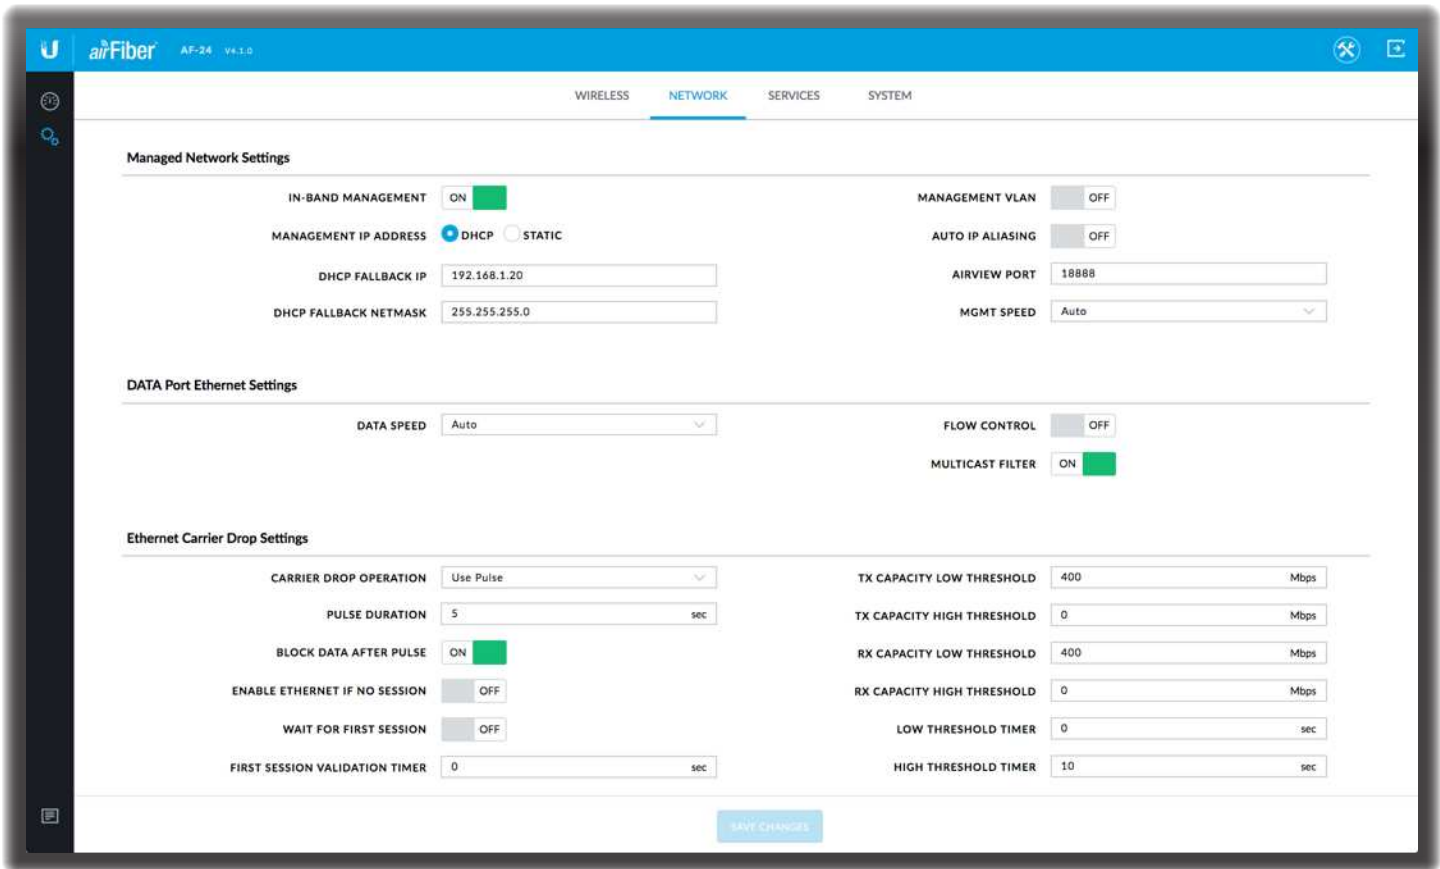 airFiber AF-24 V4.1.0
WIRELESS NETWORK SERVICES SYSTEM
Managed Network Settings
IN-BAND MANAGEMENT ON MANAGEMENT VLAN OFF
MANAGEMENT IP ADDRESS DHCP STATIC AUTO IP ALIASING OFF
DHCP FALLBACK IP 192.168.1.20 AIRVIEW PORT 18888
DHCP FALLBACK NETMASK 255.255.255.0 MGMT SPEED Auto
DATA Port Ethernet Settings
DATA SPEED Auto FLOW CONTROL OFF
MULTICAST FILTER ON
Ethernet Carrier Drop Settings
CARRIER DROP OPERATION Use Pulse TX CAPACITY LOW THRESHOLD 400 Mbps
PULSE DURATION 5 sec TX CAPACITY HIGH THRESHOLD 0 Mbps
BLOCK DATA AFTER PULSE ON RX CAPACITY LOW THRESHOLD 400 Mbps
ENABLE ETHERNET IF NO SESSION OFF RX CAPACITY HIGH THRESHOLD 0 Mbps
WAIT FOR FIRST SESSION OFF LOW THRESHOLD TIMER 0 sec
FIRST SESSION VALIDATION TIMER 0 sec HIGH THRESHOLD TIMER 10 sec
SAVE CHANGES